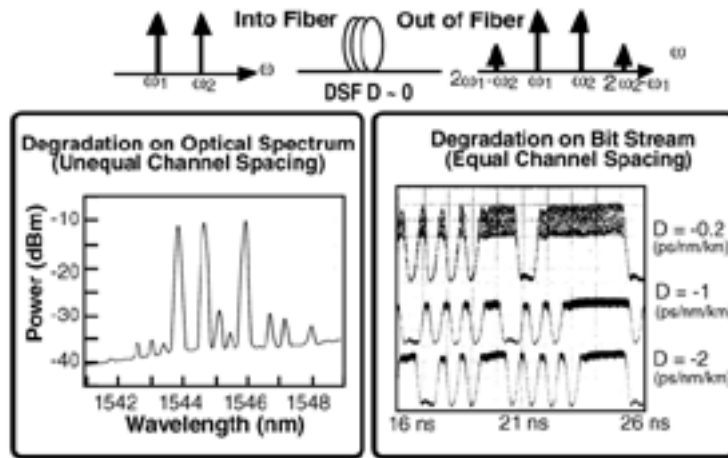 Into Fiber
Out of Fiber
ω1 ω2 ω
DSF D ~ 0
2ω1-ω2 ω1 ω2 2ω2-ω1 ω
Degradation on Optical Spectrum
(Unequal Channel Spacing)
Power (dBm)
-10
-20
-30
-40
1542 1544 1546 1548
Wavelength (nm)
Degradation on Bit Stream
(Equal Channel Spacing)
D = -0.2
(ps/nm/km)
D = -1
(ps/nm/km)
D = -2
(ps/nm/km)
16 ns 21 ns 26 ns